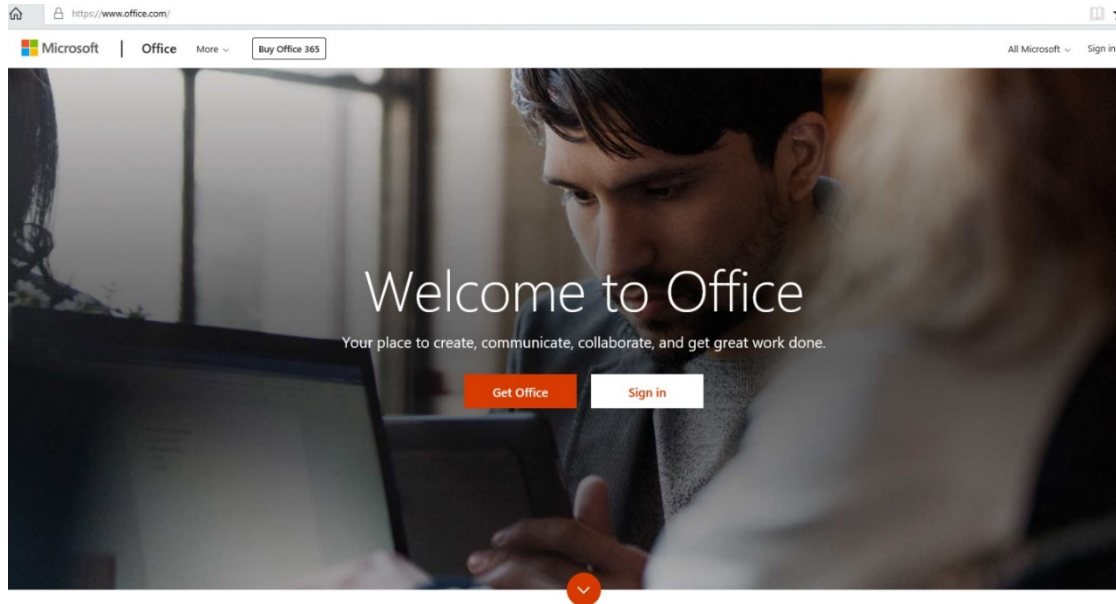 https://www.office.com/
Microsoft Office More Buy Office 365 All Microsoft Sign in
Welcome to Office
Your place to create, communicate, collaborate, and get great work done.
Get Office Sign in